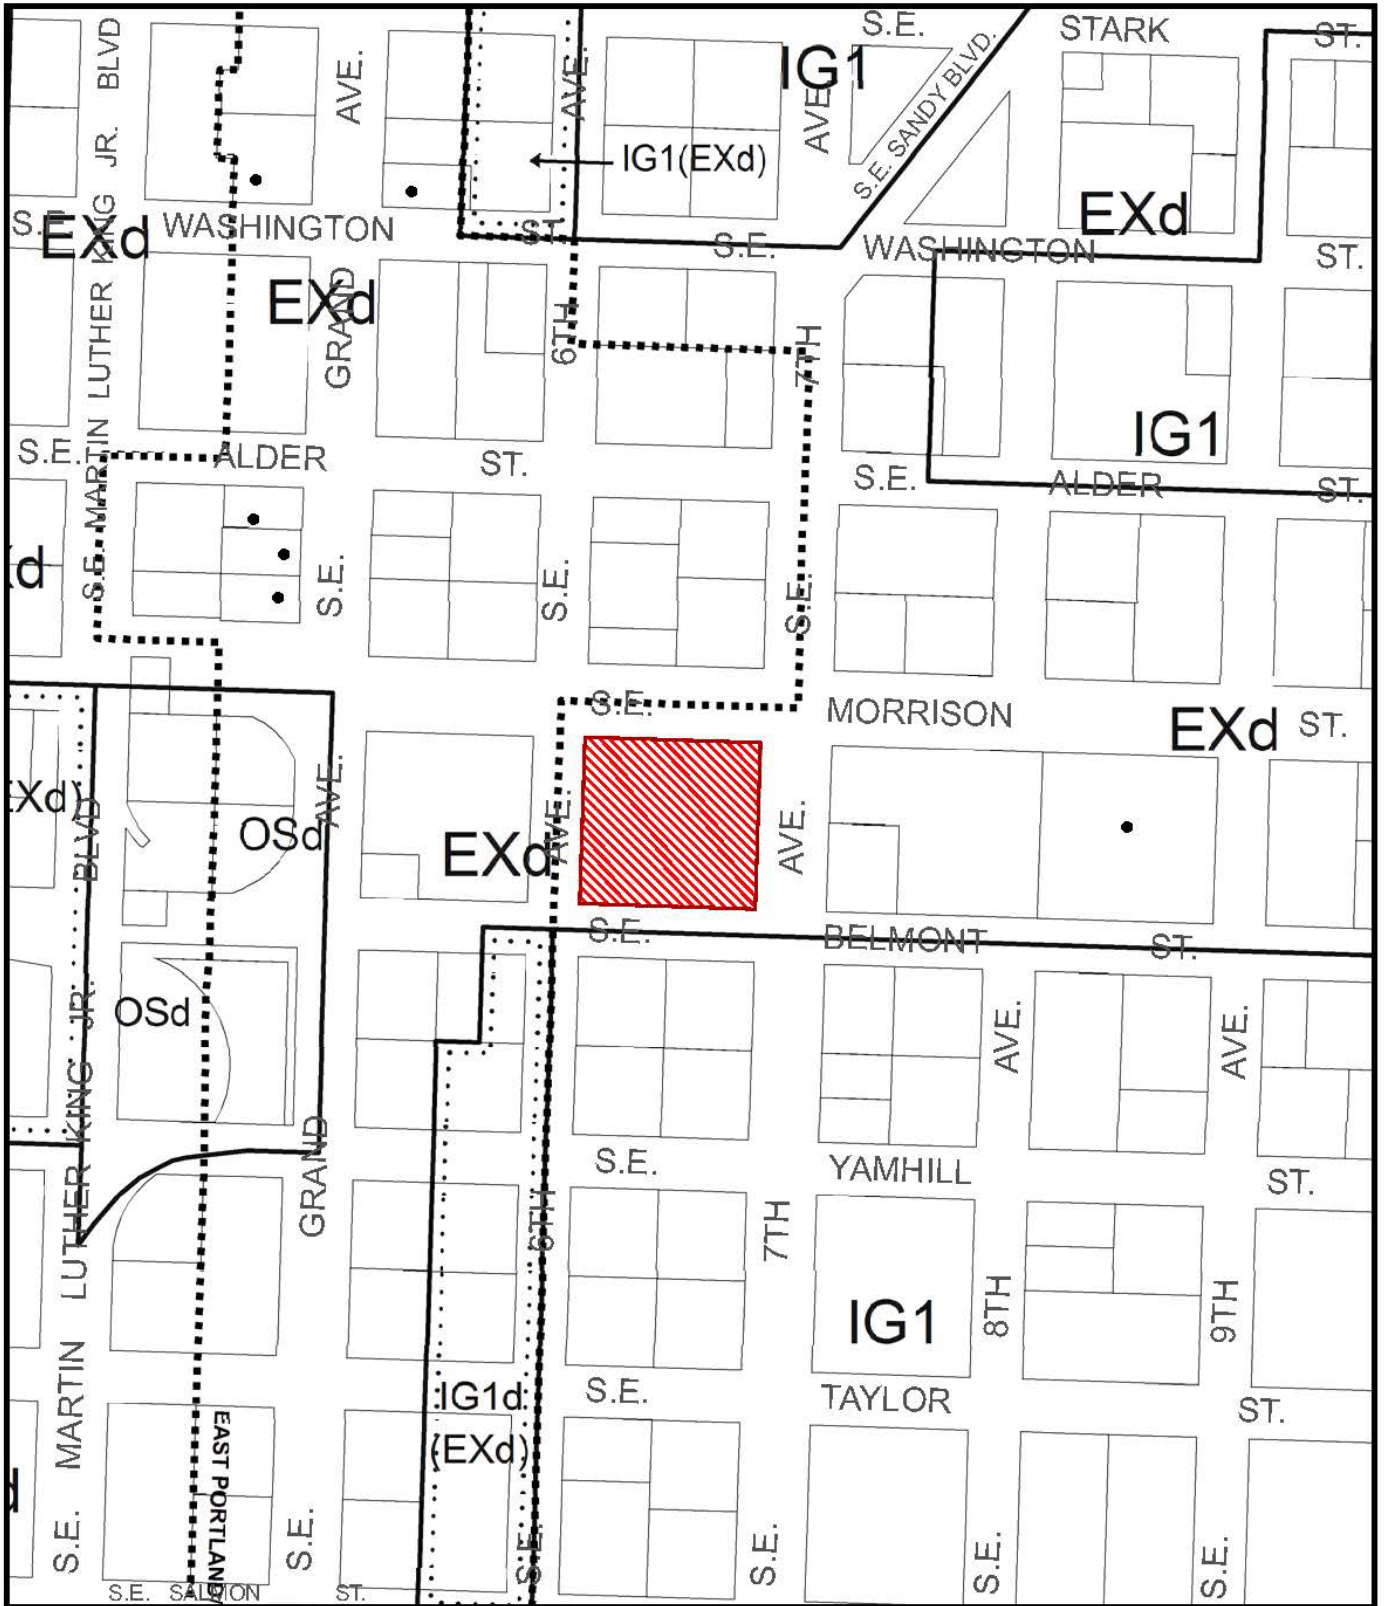 S.E. STARK ST.
BLVD
AVE.
AVE.
IG1
AVE.
S.E. SANDY BLVD.
JR.
IG1(EXd)
EXd
S.E. WASHINGTON ST.
EXd
S.E. WASHINGTON ST.
KING
EXd
GRAND
6TH
7TH
LUTHER
IG1
S.E. ALDER ST.
S.E. ALDER ST.
MARTIN
S.E.
S.E.
S.E.
S.E.
S.E. MORRISON ST.
EXd
AVE.
AVE.
AVE.
BLVD
OSd
EXd
S.E. BELMONT ST.
OSd
JR.
AVE.
AVE.
KING
GRAND
S.E. YAMHILL ST.
LUTHER
6TH
7TH
8TH
9TH
IG1
MARTIN
IG1d
(EXd)
S.E. TAYLOR ST.
EAST PORTLAND
S.E.
S.E.
S.E.
S.E.
S.E.
S.E.
S.E. SALMON ST.